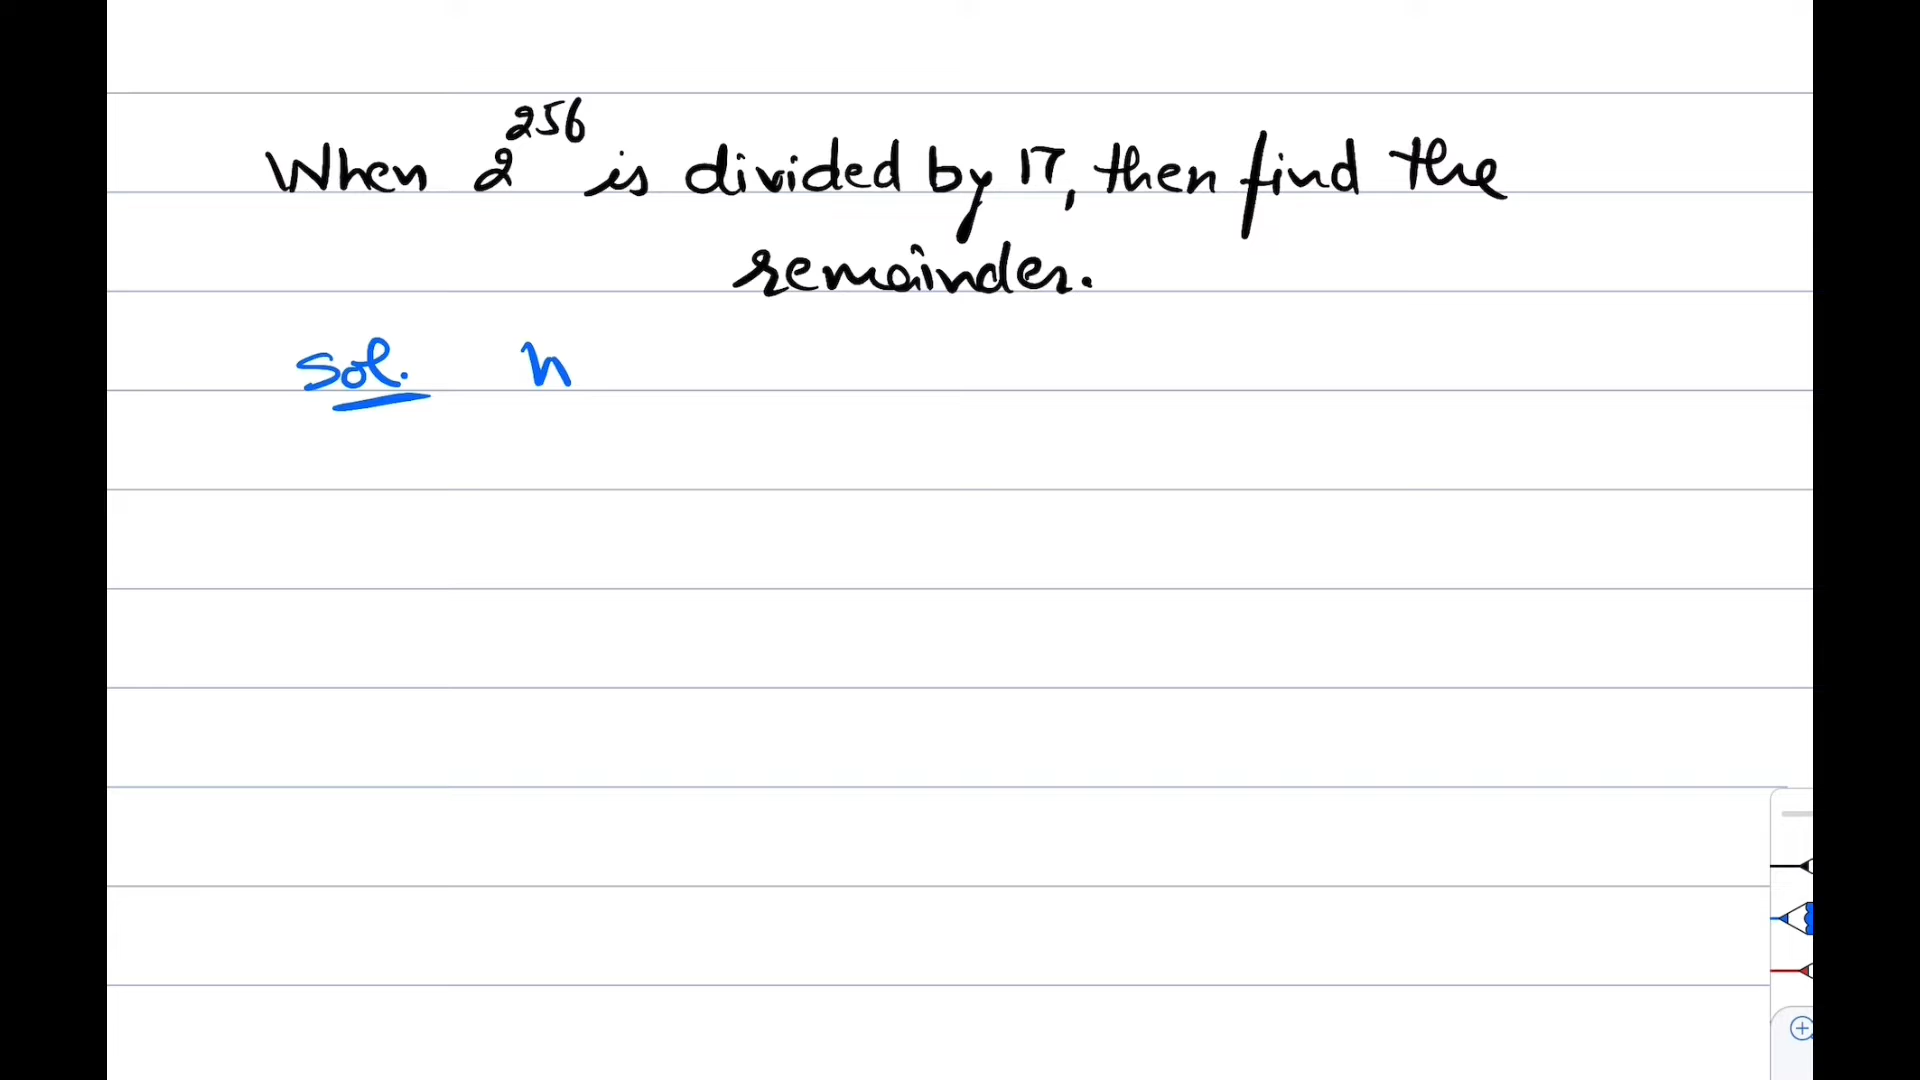 When 2^256 is divided by 17, then find the
remainder.
Sol. n